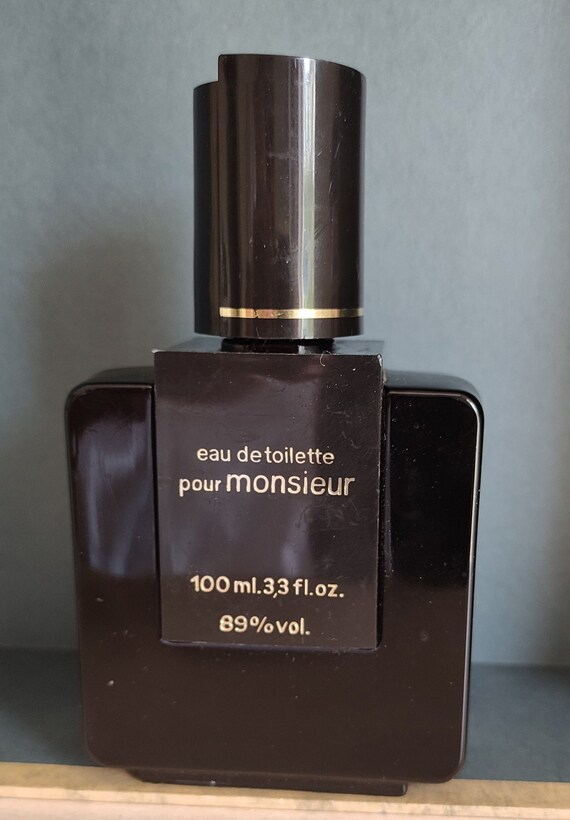 eau de toilette
pour monsieur
100 ml. 3,3 fl.oz.
89% vol.